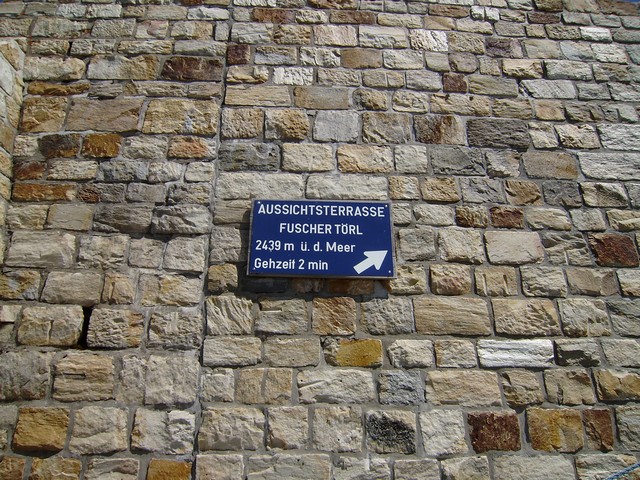 AUSSICHTSTERRASSE
FUSCHER TÖRL
2439 m ü. d. Meer
Gehzeit 2 min